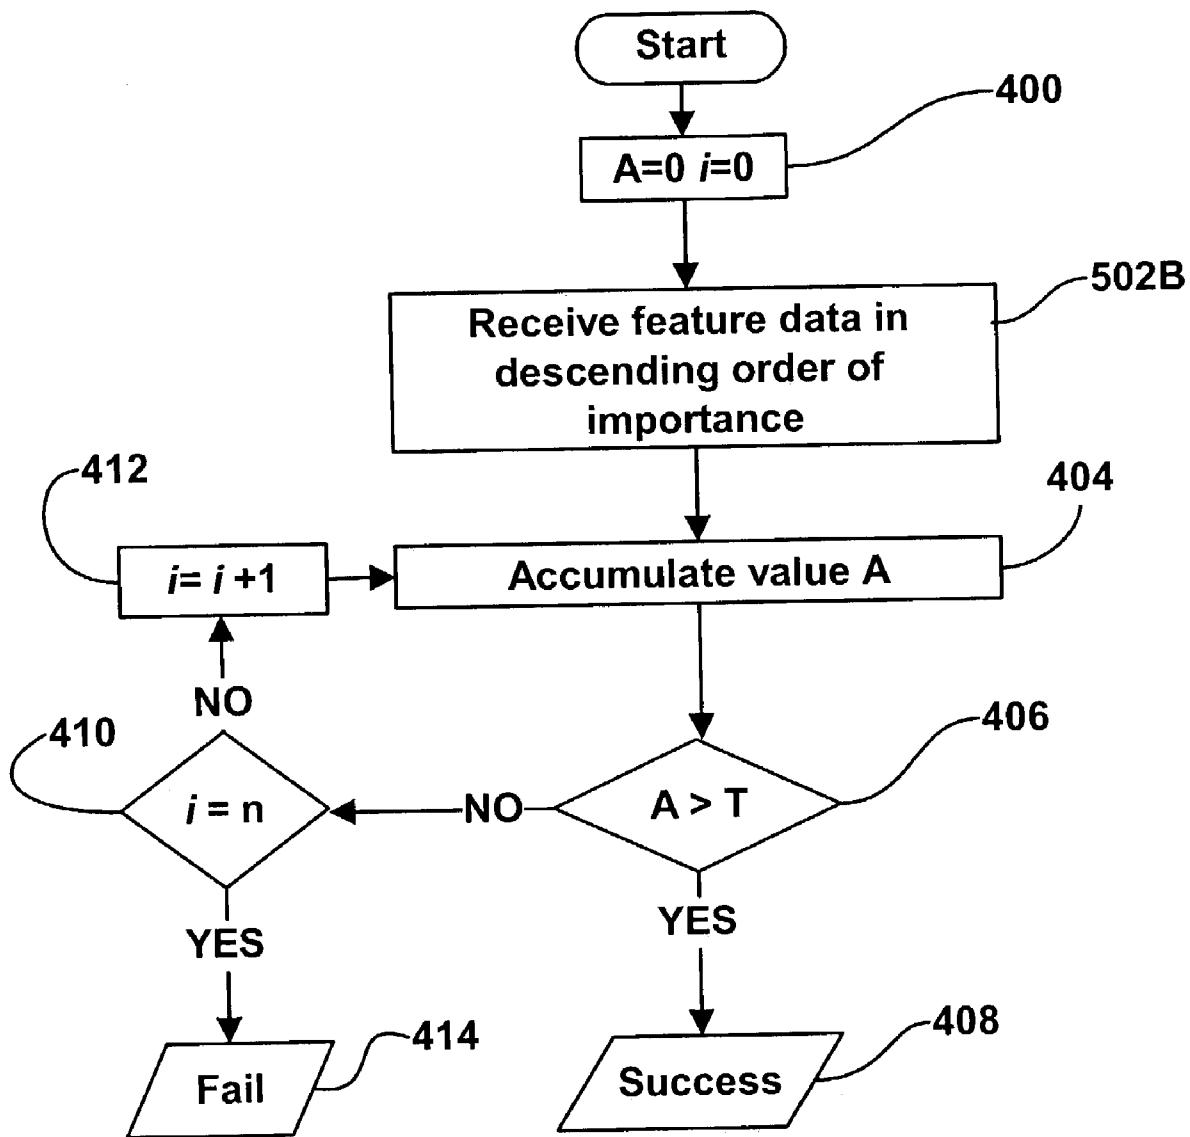 Start
400
A=0 i=0
502B
Receive feature data in
descending order of
importance
412
404
i= i +1
Accumulate value A
NO
410
406
i = n
NO
A > T
YES
YES
414
408
Fail
Success